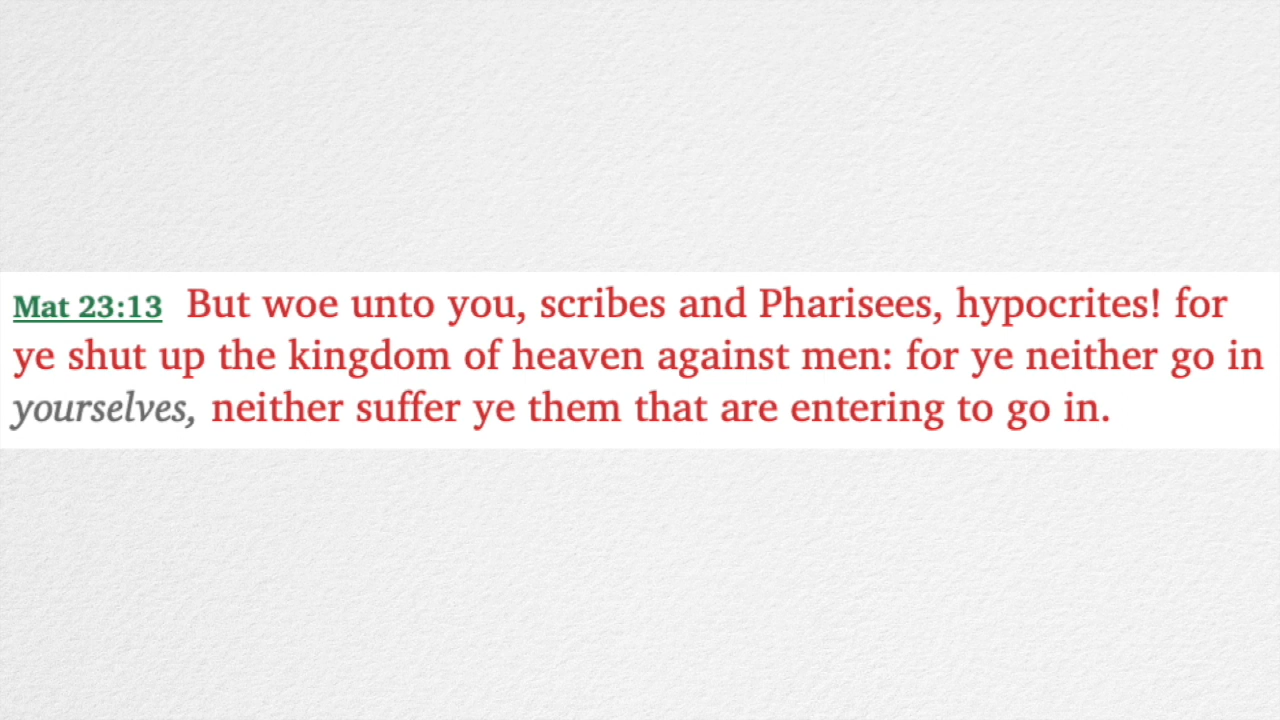 Mat 23:13 But woe unto you, scribes and Pharisees, hypocrites! for
ye shut up the kingdom of heaven against men: for ye neither go in
yourselves, neither suffer ye them that are entering to go in.